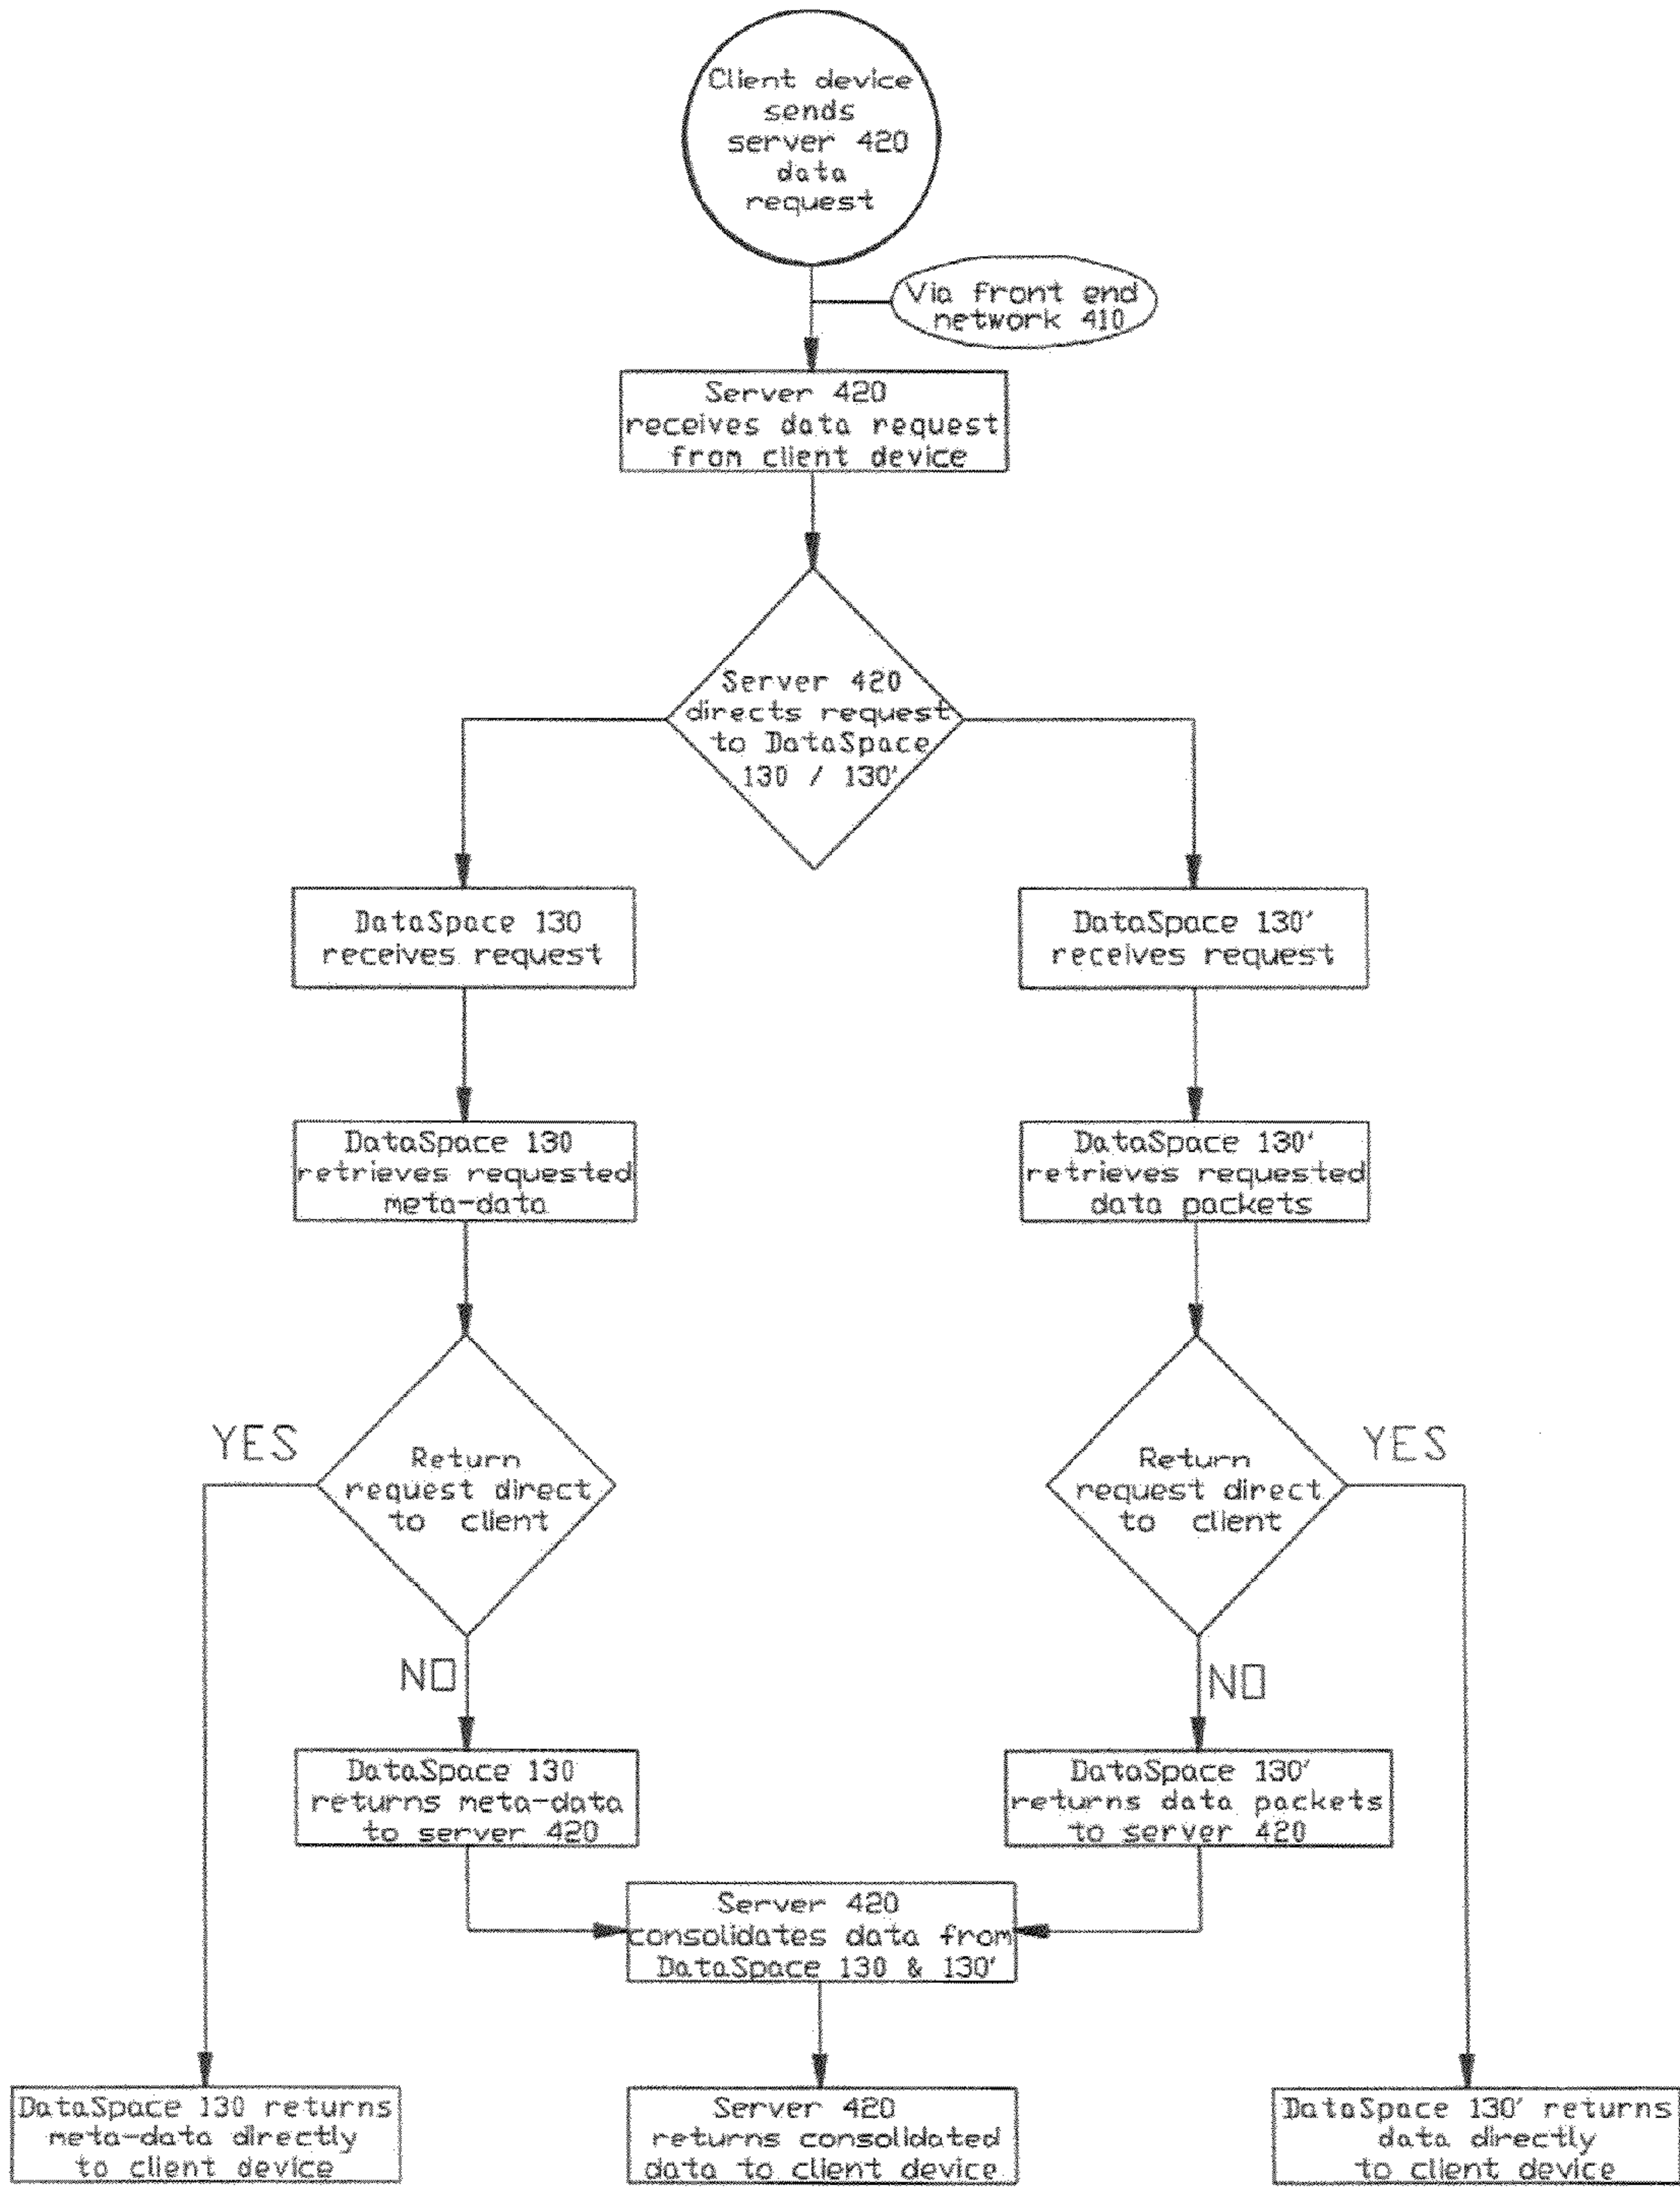 Client device
sends
server 420
data
request
Via front end
network 410
Server 420
receives data request
from client device
Server 420
directs request
to DataSpace
130 / 130'
DataSpace 130
receives request
DataSpace 130'
receives request
DataSpace 130
retrieves requested
meta-data
DataSpace 130'
retrieves requested
data packets
YES
Return
request direct
to client
Return
request direct
to client
YES
NO
NO
DataSpace 130
returns meta-data
to server 420
DataSpace 130'
returns data packets
to server 420
Server 420
consolidates data from
DataSpace 130 & 130'
DataSpace 130 returns
meta-data directly
to client device
Server 420
returns consolidated
data to client device
DataSpace 130' returns
data directly
to client device